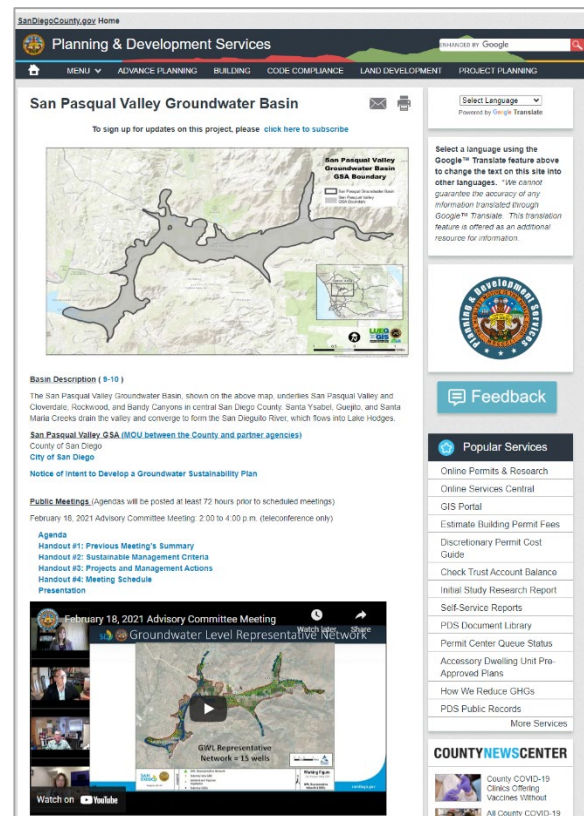 SanDiegoCounty.gov Home
Planning & Development Services
ENHANCED BY Google
MENU ADVANCE PLANNING BUILDING CODE COMPLIANCE LAND DEVELOPMENT PROJECT PLANNING
San Pasqual Valley Groundwater Basin
To sign up for updates on this project, please click here to subscribe
San Pasqual Valley
Groundwater Basin
GSA Boundary
San Pasqual Groundwater Basin
San Pasqual Valley
GSA Boundary
LUEG
GIS
Basin Description ( 9-10 )
The San Pasqual Valley Groundwater Basin, shown on the above map, underlies San Pasqual Valley and
Cloverdale, Rockwood, and Bandy Canyons in central San Diego County. Santa Ysabel, Guejito, and Santa
Maria Creeks drain the valley and converge to form the San Dieguito River, which flows into Lake Hodges.
San Pasqual Valley GSA (MOU between the County and partner agencies)
County of San Diego
City of San Diego
Notice of Intent to Develop a Groundwater Sustainability Plan
Public Meetings (Agendas will be posted at least 72 hours prior to scheduled meetings)
February 18, 2021 Advisory Committee Meeting: 2:00 to 4:00 p.m. (teleconference only)
Agenda
Handout #1: Previous Meeting's Summary
Handout #2: Sustainable Management Criteria
Handout #3: Projects and Management Actions
Handout #4: Meeting Schedule
Presentation
February 18, 2021 Advisory Committee Meeting
Watch later
Share
Groundwater Level Representative Network
GWL Representative
Network = 15 wells
Working Figure
Watch on YouTube
Select Language
Powered by Google Translate
Select a language using the
Google™ Translate feature above
to change the text on this site into
other languages. *We cannot
guarantee the accuracy of any
information translated through
Google™ Translate. This translation
feature is offered as an additional
resource for information.
Planning & Development Services
Feedback
Popular Services
Online Permits & Research
Online Services Central
GIS Portal
Estimate Building Permit Fees
Discretionary Permit Cost
Guide
Check Trust Account Balance
Initial Study Research Report
Self-Service Reports
PDS Document Library
Permit Center Queue Status
Accessory Dwelling Unit Pre-
Approved Plans
How We Reduce GHGs
PDS Public Records
More Services
COUNTYNEWSCENTER
County COVID-19
Clinics Offering
Vaccines Without
All County COVID-19